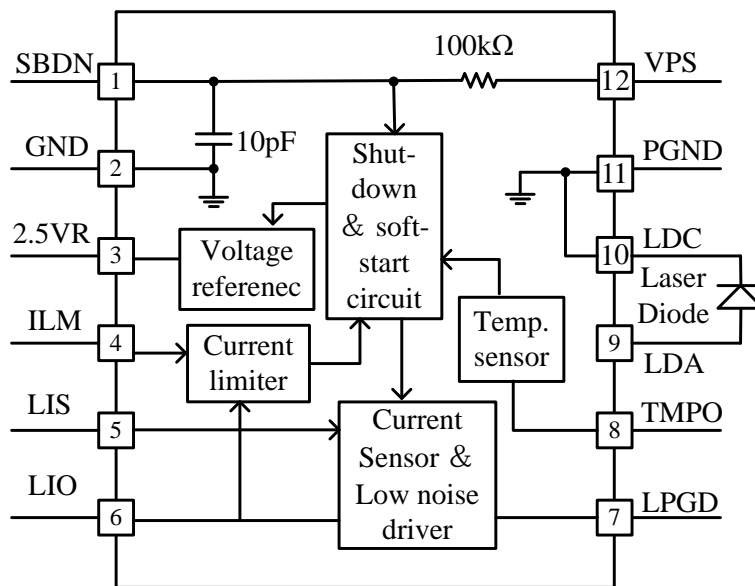 SBDN
1
100kΩ
12
VPS
GND
2
10pF
Shut-
down
& soft-
start
circuit
11
PGND
2.5VR
3
Voltage
referenec
10
LDC
Laser
Diode
ILM
4
Current
limiter
Temp.
sensor
9
LDA
LIS
5
Current
Sensor &
Low noise
driver
8
TMPO
LIO
6
7
LPGD